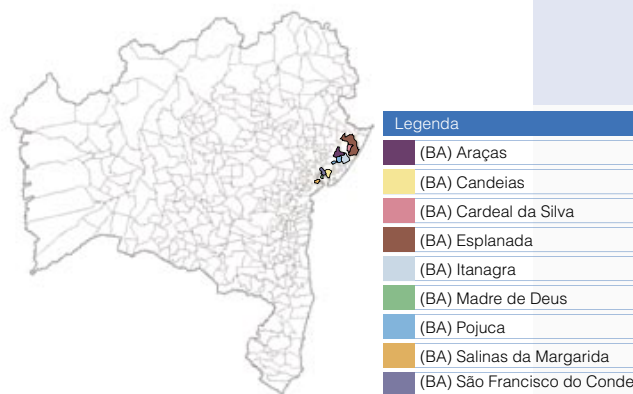 Legenda
(BA) Araças
(BA) Candeias
(BA) Cardeal da Silva
(BA) Esplanada
(BA) Itanagra
(BA) Madre de Deus
(BA) Pojuca
(BA) Salinas da Margarida
(BA) São Francisco do Conde